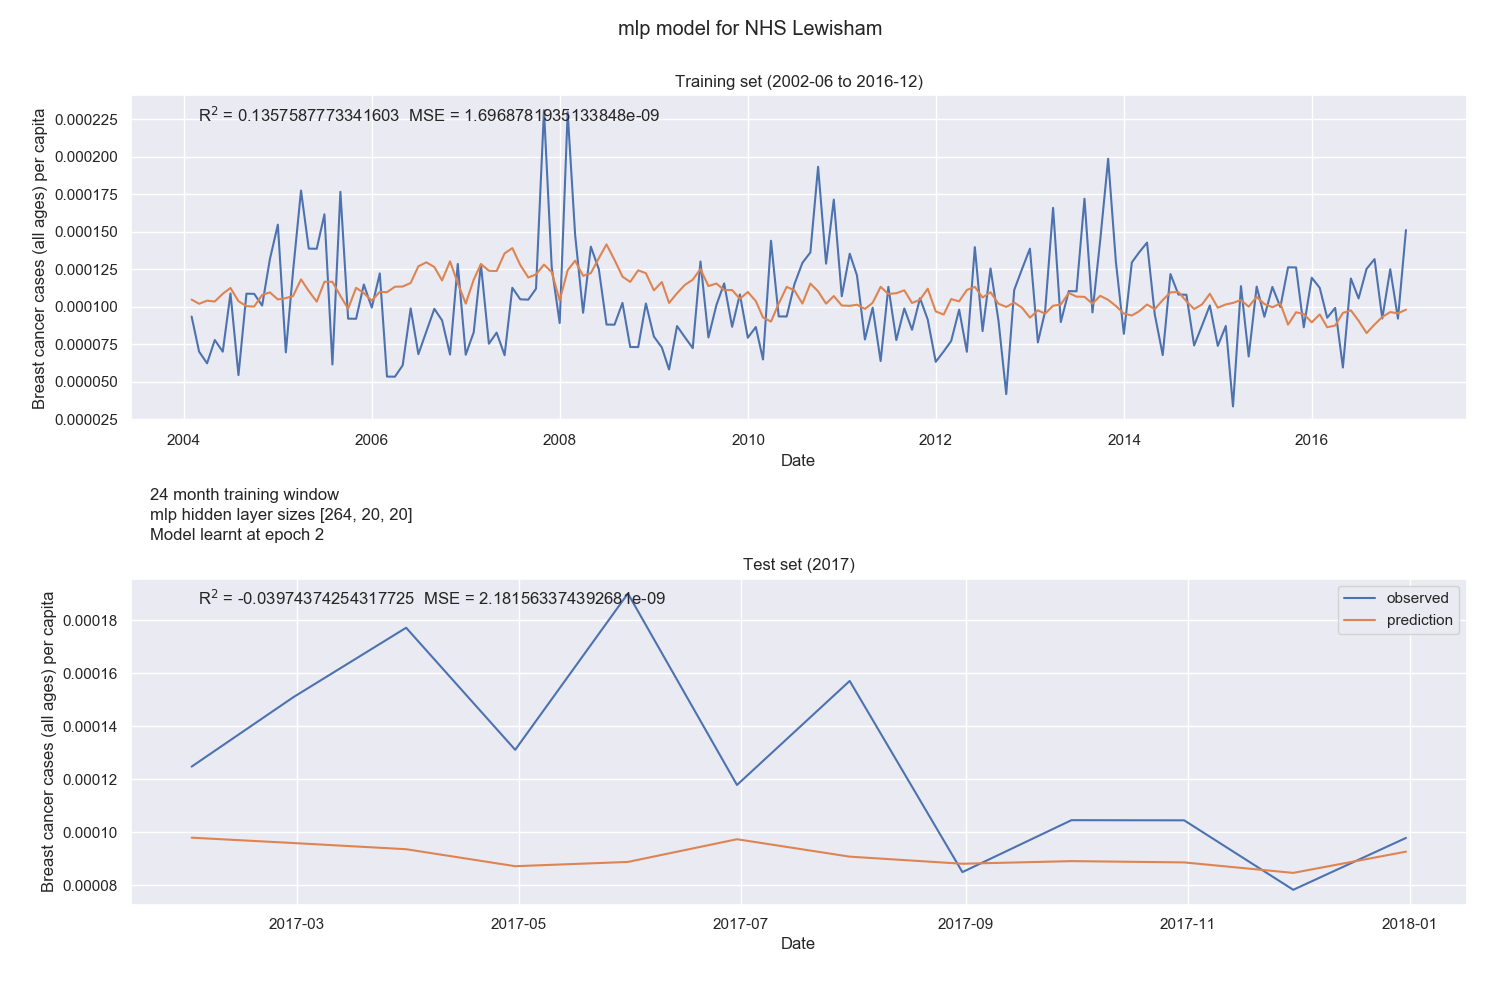 mlp model for NHS Lewisham
Training set (2002-06 to 2016-12)
R² = 0.1357587773341603 MSE = 1.6968781935133848e-09
Breast cancer cases (all ages) per capita
0.000225
0.000200
0.000175
0.000150
0.000125
0.000100
0.000075
0.000050
0.000025
2004 2006 2008 2010 2012 2014 2016
Date
24 month training window
mlp hidden layer sizes [264, 20, 20]
Model learnt at epoch 2
Test set (2017)
R² = -0.03974374254317725 MSE = 2.181563374392681e-09
observed
prediction
Breast cancer cases (all ages) per capita
0.00018
0.00016
0.00014
0.00012
0.00010
0.00008
2017-03 2017-05 2017-07 2017-09 2017-11 2018-01
Date